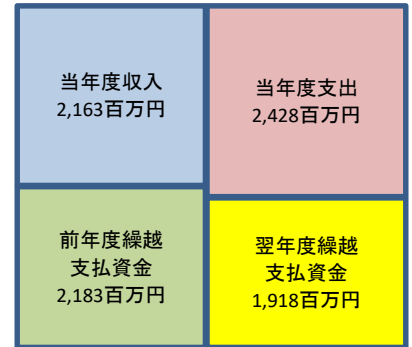 当年度収入
2,163百万円
当年度支出
2,428百万円
前年度繰越
支払資金
2,183百万円
翌年度繰越
支払資金
1,918百万円